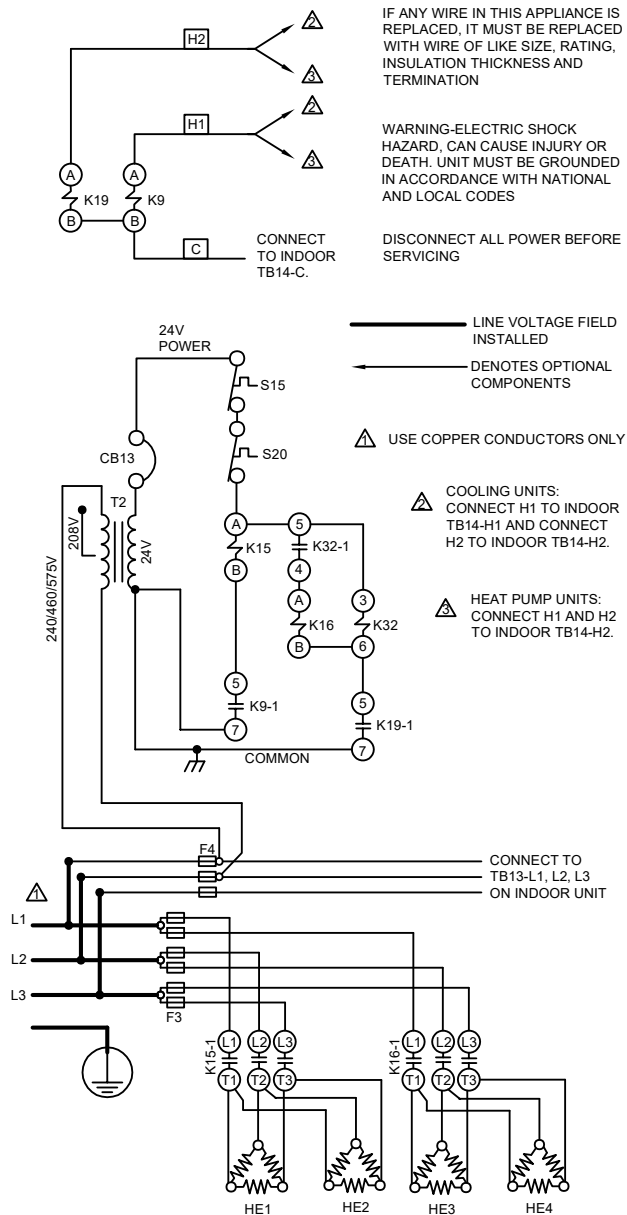 H2
2
3
IF ANY WIRE IN THIS APPLIANCE IS
REPLACED, IT MUST BE REPLACED
WITH WIRE OF LIKE SIZE, RATING,
INSULATION THICKNESS AND
TERMINATION
H1
2
3
WARNING-ELECTRIC SHOCK
HAZARD, CAN CAUSE INJURY OR
DEATH. UNIT MUST BE GROUNDED
IN ACCORDANCE WITH NATIONAL
AND LOCAL CODES
A
A
K19
K9
B
B
C
CONNECT
TO INDOOR
TB14-C.
DISCONNECT ALL POWER BEFORE
SERVICING
24V
POWER
LINE VOLTAGE FIELD
INSTALLED
DENOTES OPTIONAL
COMPONENTS
S15
1 USE COPPER CONDUCTORS ONLY
CB13
S20
T2
208V
24V
240/460/575V
2 COOLING UNITS:
CONNECT H1 TO INDOOR
TB14-H1 AND CONNECT
H2 TO INDOOR TB14-H2.
A
5
K15
K32-1
B
4
A
3
K16
K32
B
6
3 HEAT PUMP UNITS:
CONNECT H1 AND H2
TO INDOOR TB14-H2.
5
K9-1
7
5
K19-1
7
COMMON
F4
CONNECT TO
TB13-L1, L2, L3
ON INDOOR UNIT
1
L1
L2
L3
F3
K15-1
L1 L2 L3
T1 T2 T3
K16-1
L1 L2 L3
T1 T2 T3
HE1 HE2 HE3 HE4